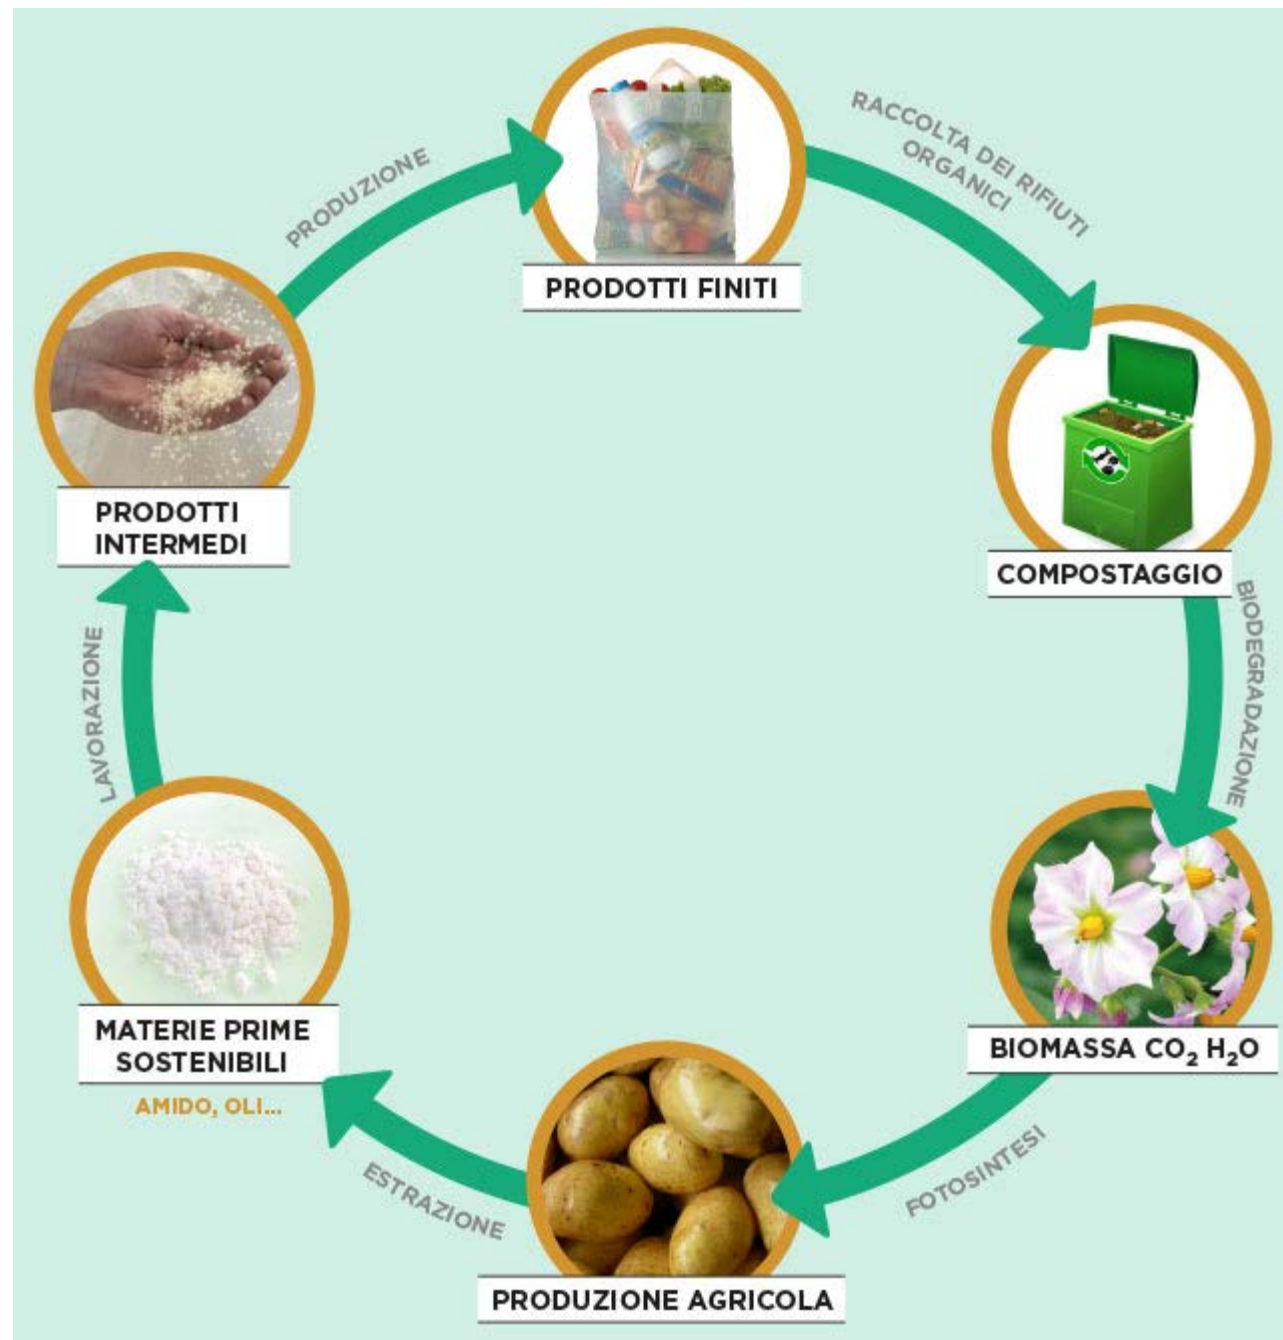 PRODOTTI FINITI
RACCOLTA DEI RIFIUTI
ORGANICI
COMPOSTAGGIO
BIODEGRADAZIONE
BIOMASSA CO₂ H₂O
FOTOSINTESI
PRODUZIONE AGRICOLA
ESTRAZIONE
MATERIE PRIME
SOSTENIBILI
AMIDO, OLI...
LAVORAZIONE
PRODOTTI
INTERMEDI
PRODUZIONE